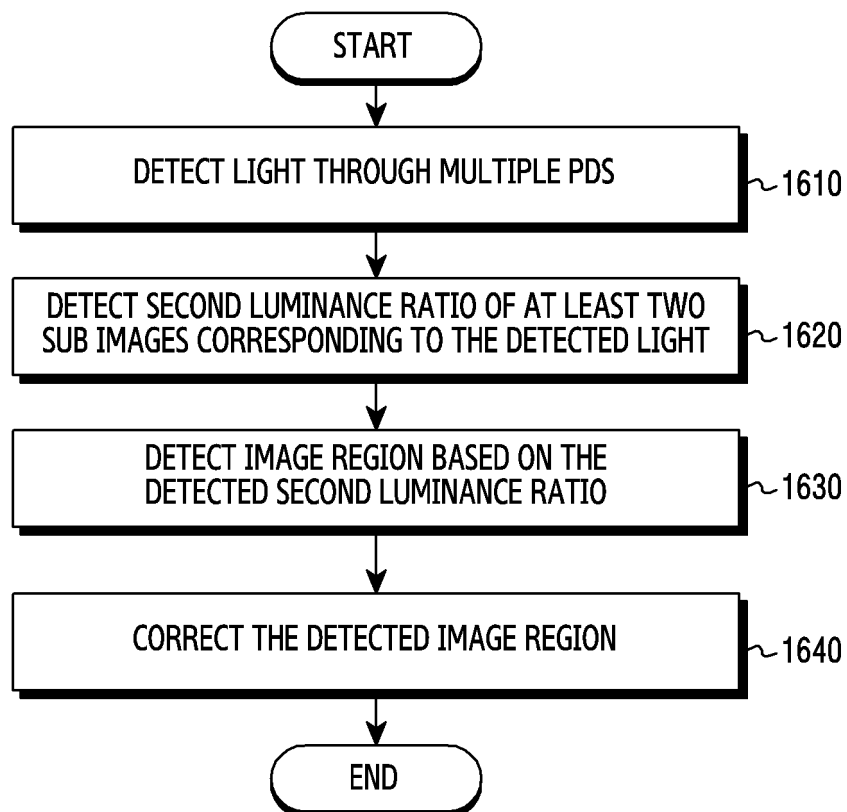 START
DETECT LIGHT THROUGH MULTIPLE PDS
1610
DETECT SECOND LUMINANCE RATIO OF AT LEAST TWO
SUB IMAGES CORRESPONDING TO THE DETECTED LIGHT
1620
DETECT IMAGE REGION BASED ON THE
DETECTED SECOND LUMINANCE RATIO
1630
CORRECT THE DETECTED IMAGE REGION
1640
END